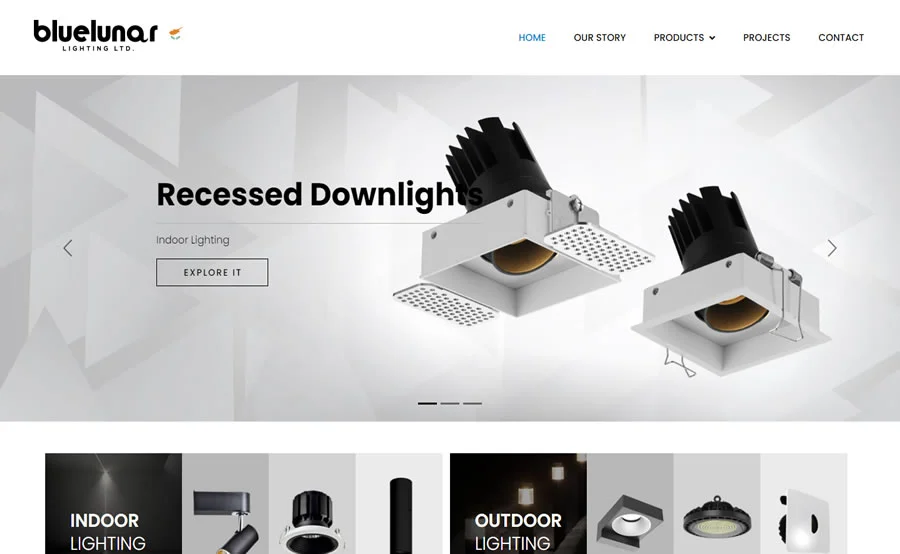 bluelunar
LIGHTING LTD.
HOME
OUR STORY
PRODUCTS
PROJECTS
CONTACT
Recessed Downlights
Indoor Lighting
EXPLORE IT
INDOOR
LIGHTING
OUTDOOR
LIGHTING